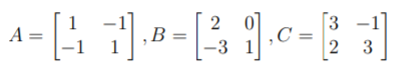 A = [1 -1; -1 1], B = [2 0; -3 1], C = [3 -1; 2 3]